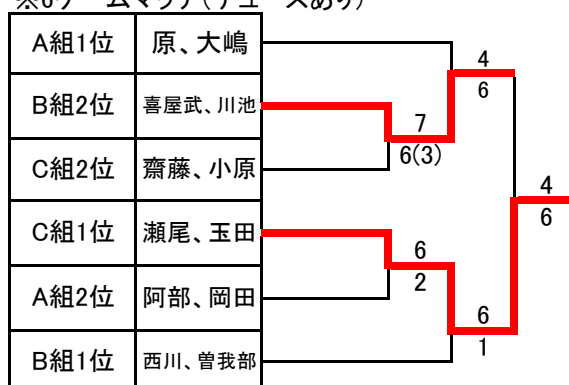 ※6ゲームマッチ(デュースあり)
A組1位 原、大嶋
4
6
B組2位 喜屋武、川池
7
6(3)
C組2位 齋藤、小原
4
6
C組1位 瀬尾、玉田
6
2
A組2位 阿部、岡田
6
1
B組1位 西川、曽我部